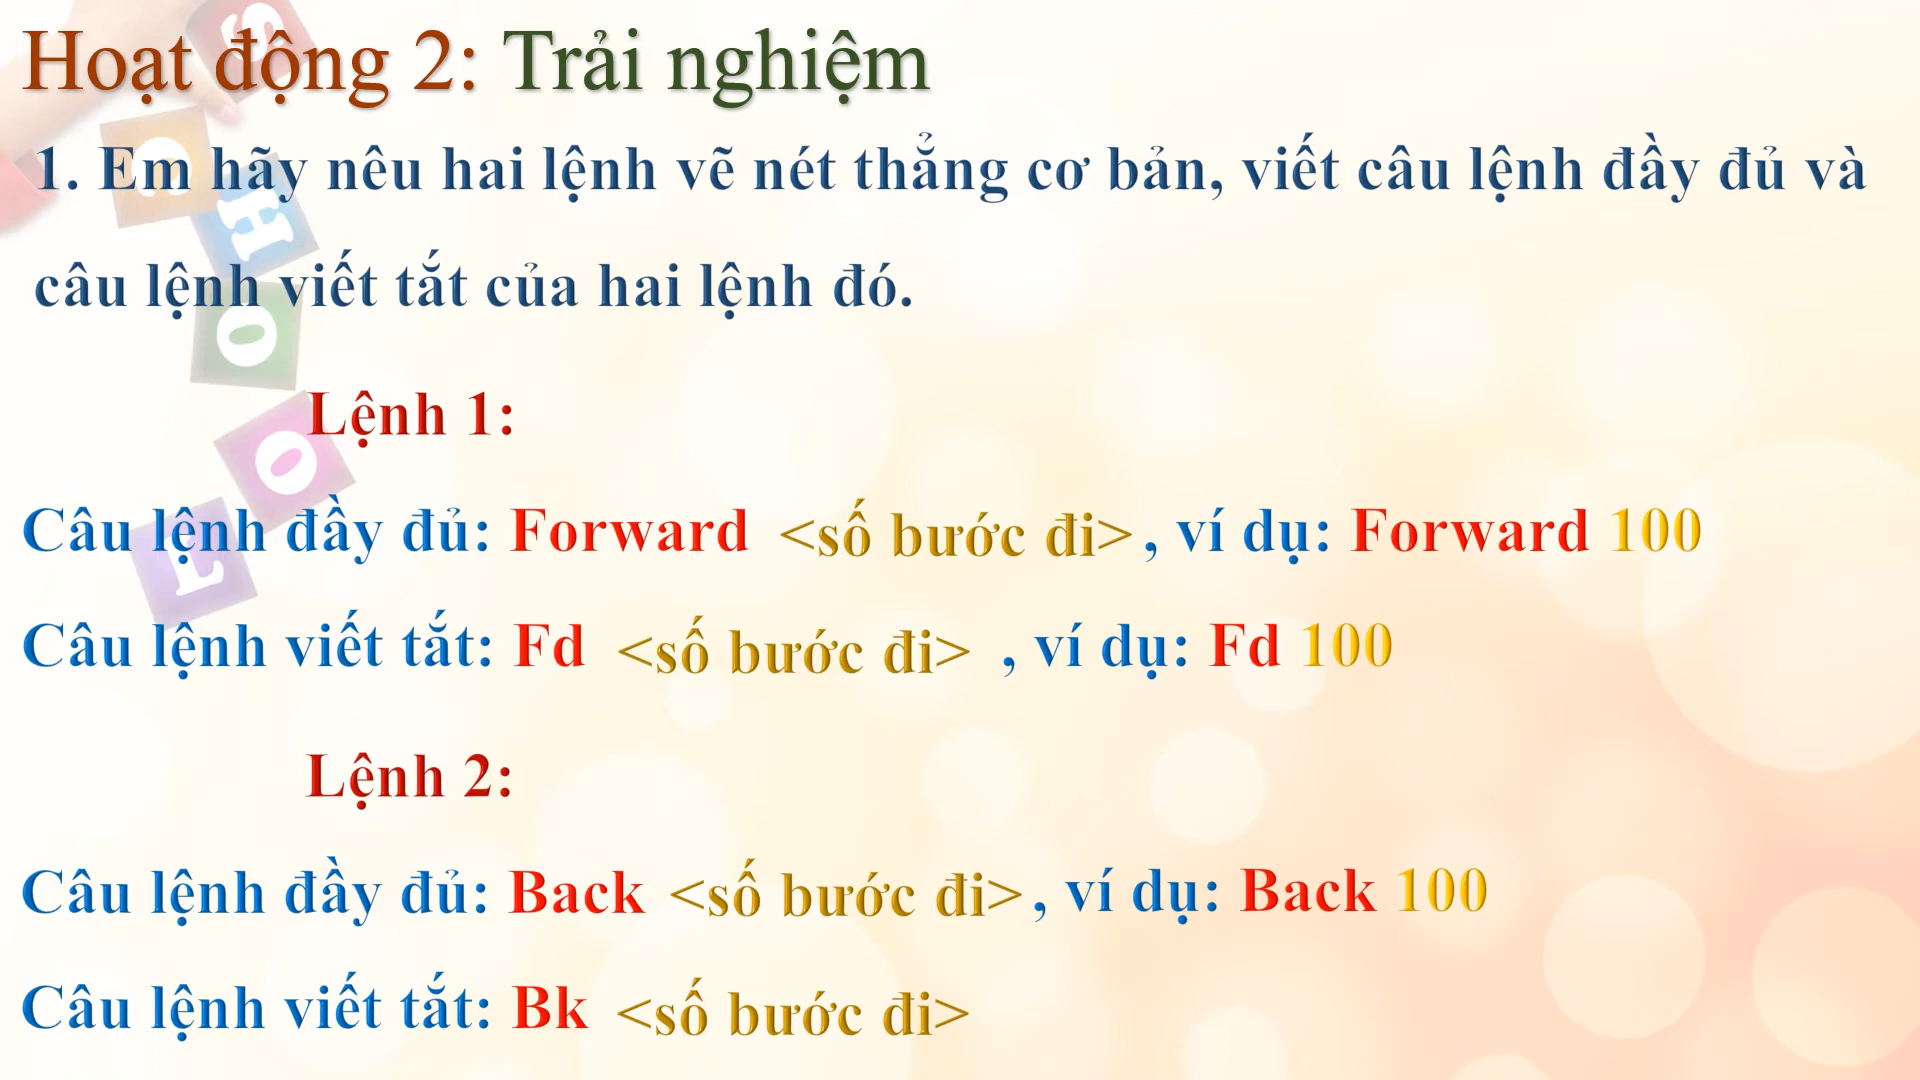 Hoạt động 2: Trải nghiệm
1. Em hãy nêu hai lệnh vẽ nét thẳng cơ bản, viết câu lệnh đầy đủ và
câu lệnh viết tắt của hai lệnh đó.
Lệnh 1:
Câu lệnh đầy đủ: Forward <số bước đi> , ví dụ: Forward 100
Câu lệnh viết tắt: Fd <số bước đi> , ví dụ: Fd 100
Lệnh 2:
Câu lệnh đầy đủ: Back <số bước đi> , ví dụ: Back 100
Câu lệnh viết tắt: Bk <số bước đi>
S
C
H
O
O
L